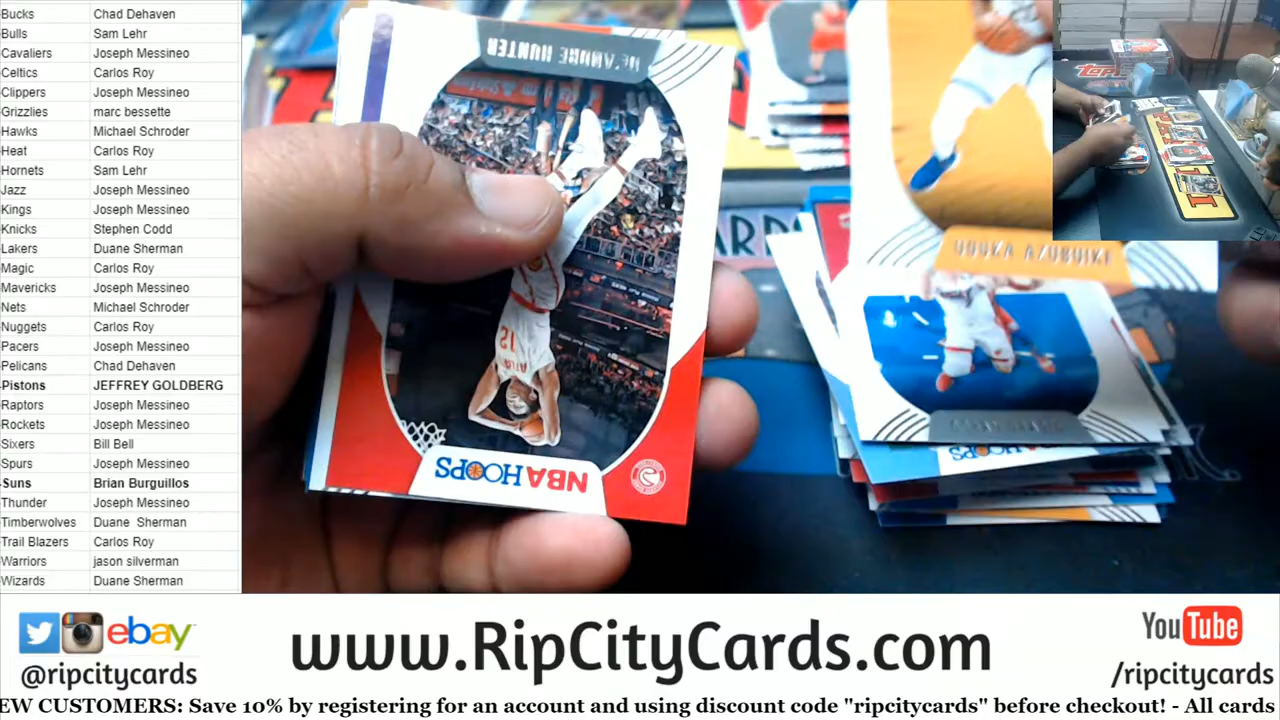 Bucks Chad Dehaven
Bulls Sam Lehr
Cavaliers Joseph Messineo
Celtics Carlos Roy
Clippers Joseph Messineo
Grizzlies marc bessette
Hawks Michael Schroder
Heat Carlos Roy
Hornets Sam Lehr
Jazz Joseph Messineo
Kings Joseph Messineo
Knicks Stephen Codd
Lakers Duane Sherman
Magic Carlos Roy
Mavericks Joseph Messineo
Nets Michael Schroder
Nuggets Carlos Roy
Pacers Joseph Messineo
Pelicans Chad Dehaven
Pistons JEFFREY GOLDBERG
Raptors Joseph Messineo
Rockets Joseph Messineo
Sixers Bill Bell
Spurs Joseph Messineo
Suns Brian Burguillos
Thunder Joseph Messineo
Timberwolves Duane Sherman
Trail Blazers Carlos Roy
Warriors jason silverman
Wizards Duane Sherman
DE'ANDRE HUNTER
ATLANTA
12
NBA HOOPS
UDOKA AZUBUIKE
HOOPS
PANINI
ebay
@ripcitycards
www.RipCityCards.com
YouTube
/ripcitycards
EW CUSTOMERS: Save 10% by registering for an account and using discount code "ripcitycards" before checkout! - All cards